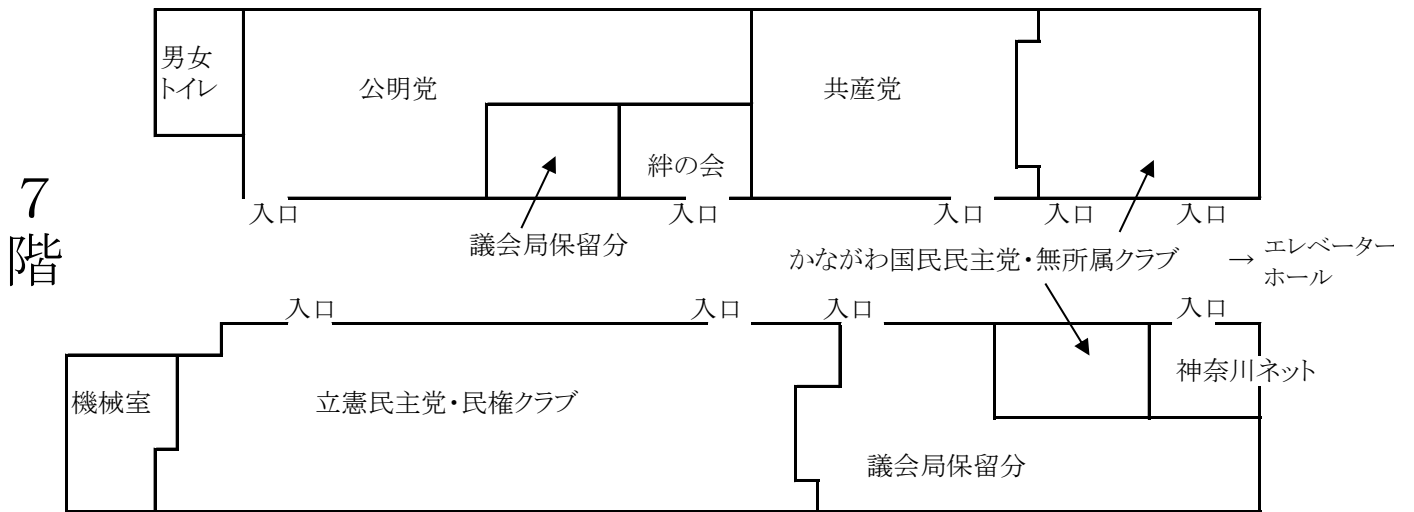 男女
トイレ
公明党
共産党
絆の会
7
階
入口
入口
入口
入口
入口
議会局保留分
かながわ国民民主党・無所属クラブ
→ エレベーター
ホール
入口
入口
入口
入口
機械室
立憲民主党・民権クラブ
神奈川ネット
議会局保留分